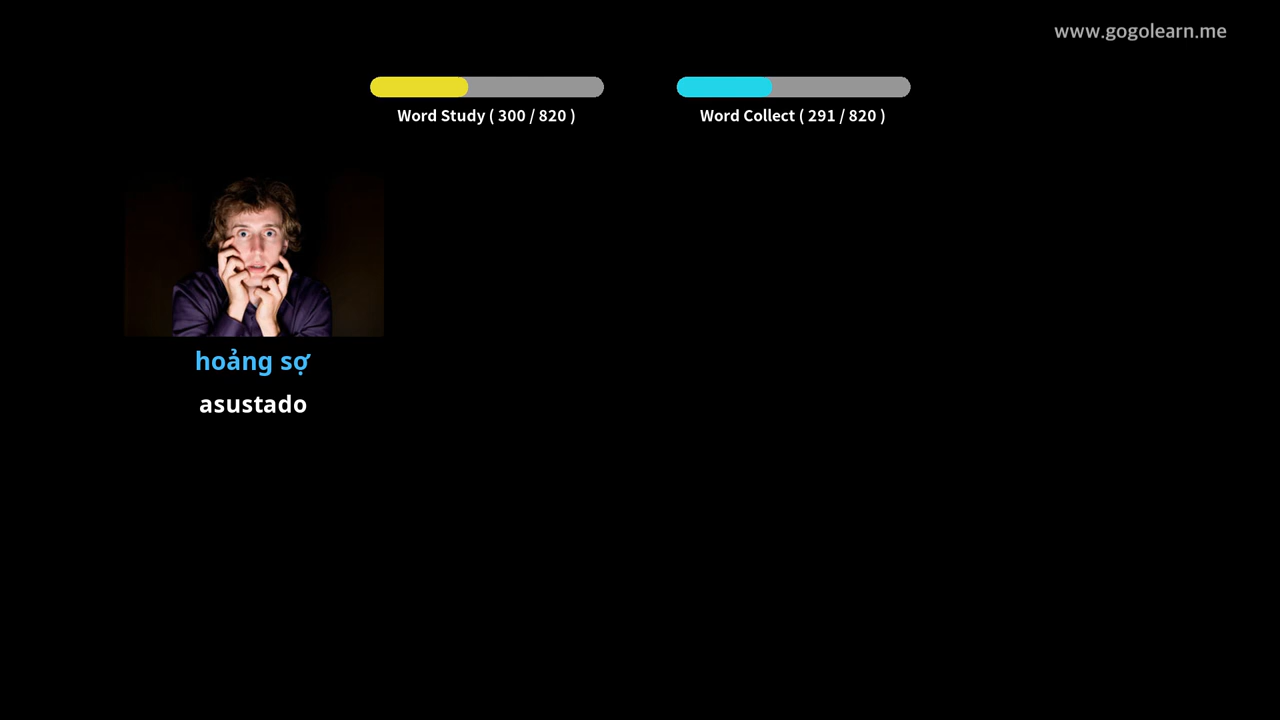 www.gogolearn.me
Word Study ( 300 / 820 )
Word Collect ( 291 / 820 )
hoảng sợ
asustado